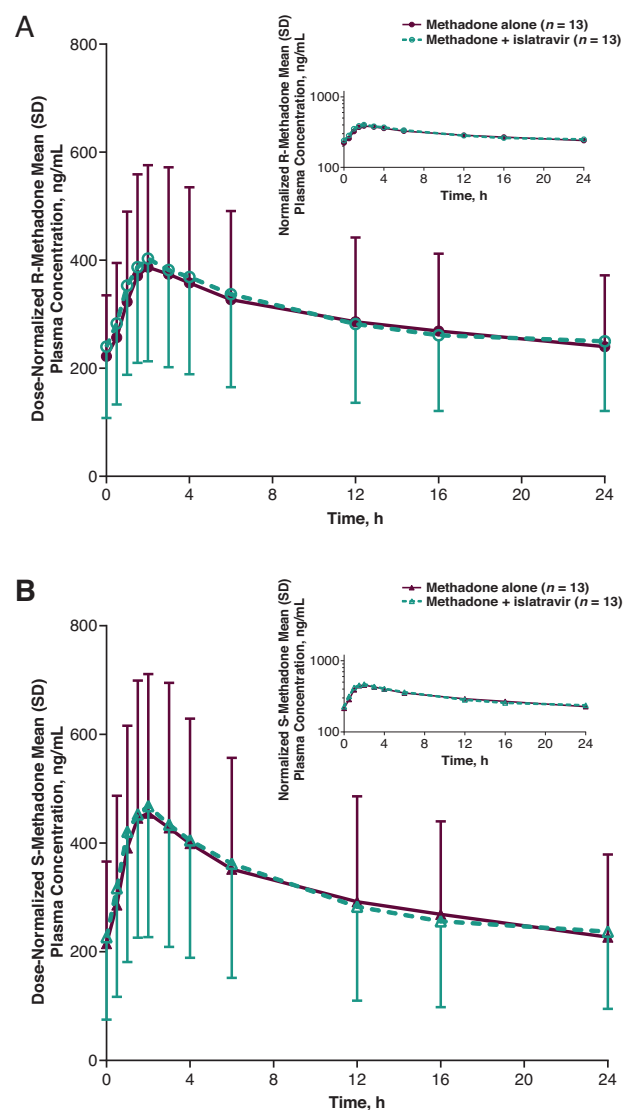 A
Methadone alone (n = 13)
Methadone + islatravir (n = 13)
Dose-Normalized R-Methadone Mean (SD)
Plasma Concentration, ng/mL
800
600
400
200
0
0 4 8 12 16 20 24
Time, h
Normalized R-Methadone Mean (SD)
Plasma Concentration, ng/mL
1000
100
0 4 8 12 16 20 24
Time, h
B
Methadone alone (n = 13)
Methadone + islatravir (n = 13)
Dose-Normalized S-Methadone Mean (SD)
Plasma Concentration, ng/mL
800
600
400
200
0
0 4 8 12 16 20 24
Time, h
Normalized S-Methadone Mean (SD)
Plasma Concentration, ng/mL
1000
100
0 4 8 12 16 20 24
Time, h